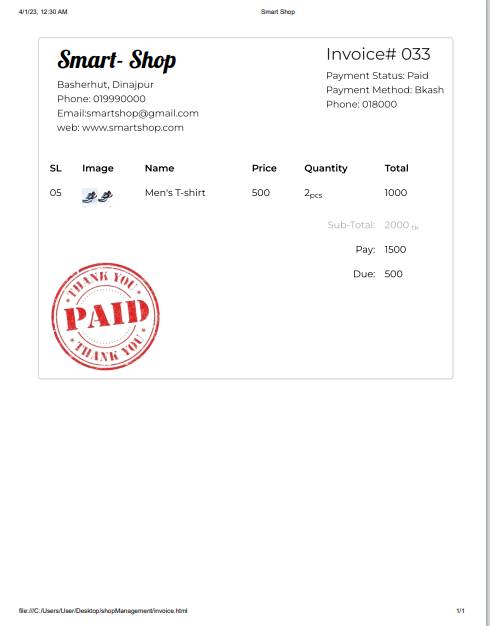 4/1/23, 12:30 AM Smart Shop
Smart- Shop
Basherhut, Dinajpur
Phone: 019990000
Email:smartshop@gmail.com
web: www.smartshop.com
Invoice# 033
Payment Status: Paid
Payment Method: Bkash
Phone: 018000
SL Image Name Price Quantity Total
05 Men's T-shirt 500 2pcs 1000
Sub-Total: 2000 tk
Pay: 1500
Due: 500
THANK YOU
PAID
THANK YOU
file:///C:/Users/User/Desktop/shopManagement/invoice.html 1/1